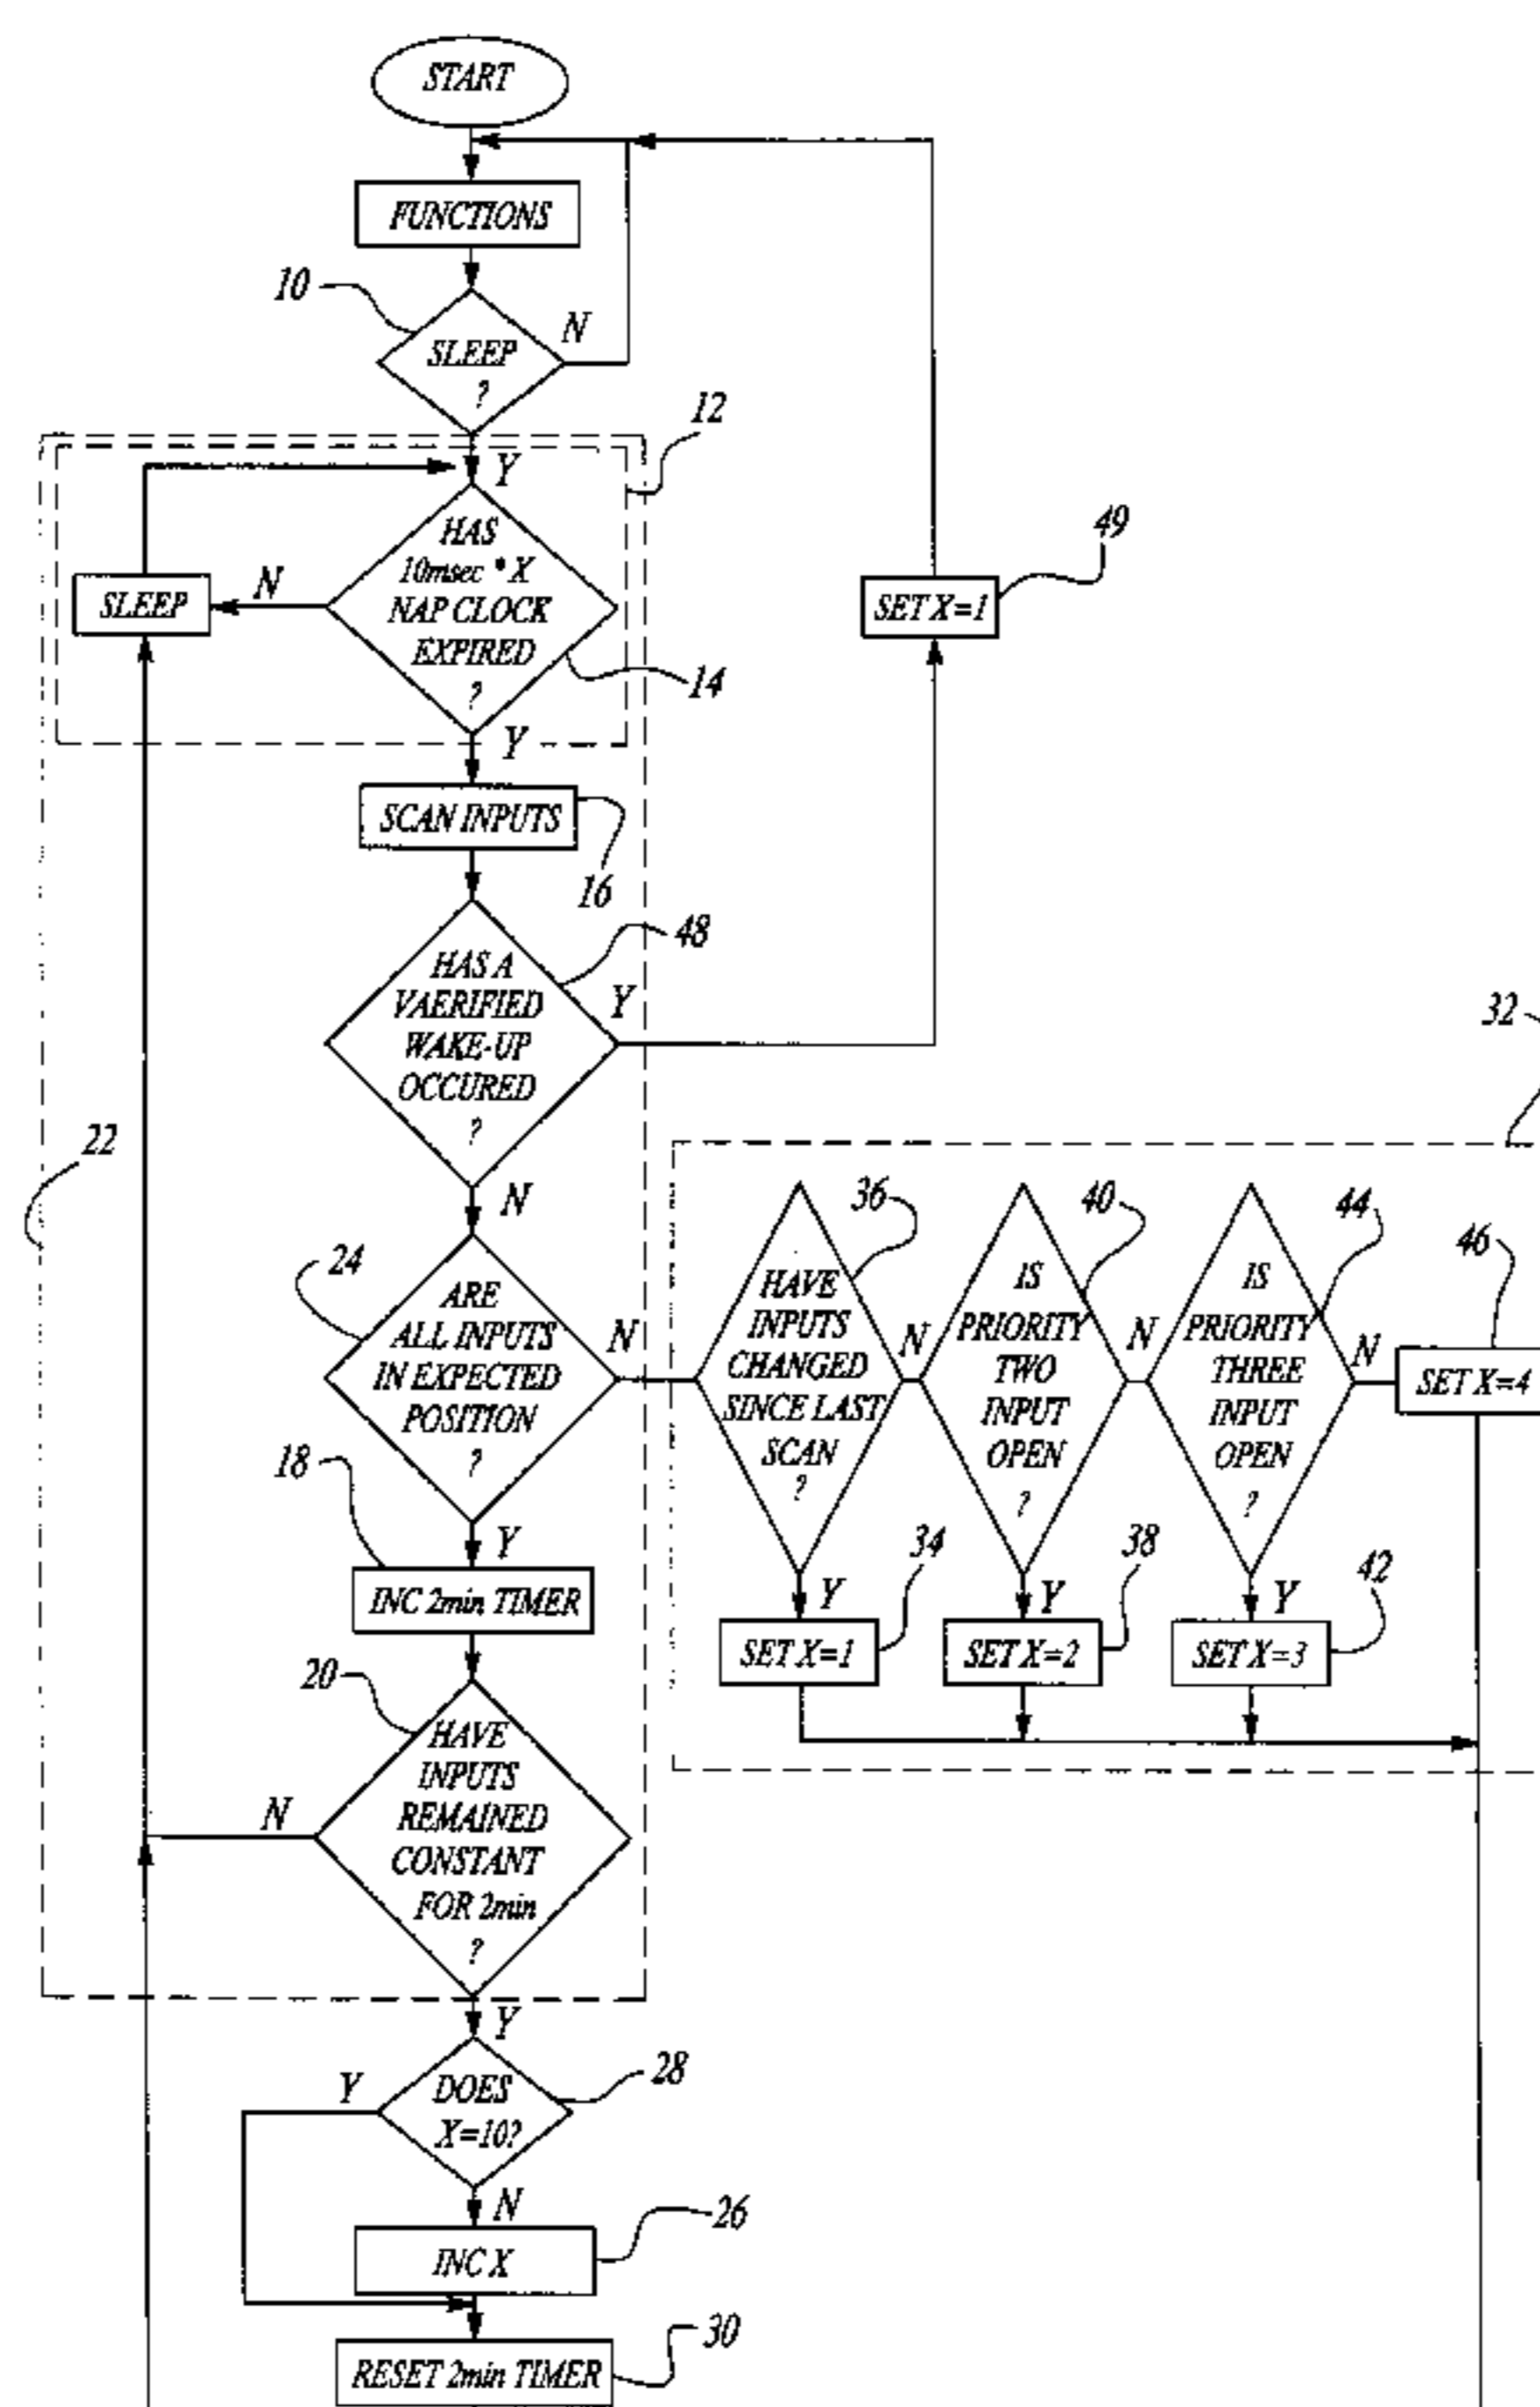 START
FUNCTIONS
10
SLEEP
?
N
12
Y
HAS
10msec * X
NAP CLOCK
EXPIRED
?
N
SLEEP
14
49
SET X=1
Y
SCAN INPUTS
16
48
HAS A
VAERIFIED
WAKE-UP
OCCURED
?
Y
N
22
32
24
ARE
ALL INPUTS
IN EXPECTED
POSITION
?
N
36
HAVE
INPUTS
CHANGED
SINCE LAST
SCAN
?
N
40
IS
PRIORITY
TWO
INPUT
OPEN
?
N
44
IS
PRIORITY
THREE
INPUT
OPEN
?
N
46
SET X=4
Y
34
SET X=1
Y
38
SET X=2
Y
42
SET X=3
18
Y
INC 2min TIMER
20
HAVE
INPUTS
REMAINED
CONSTANT
FOR 2min
?
N
Y
28
DOES
X=10?
Y
N
26
INC X
30
RESET 2min TIMER